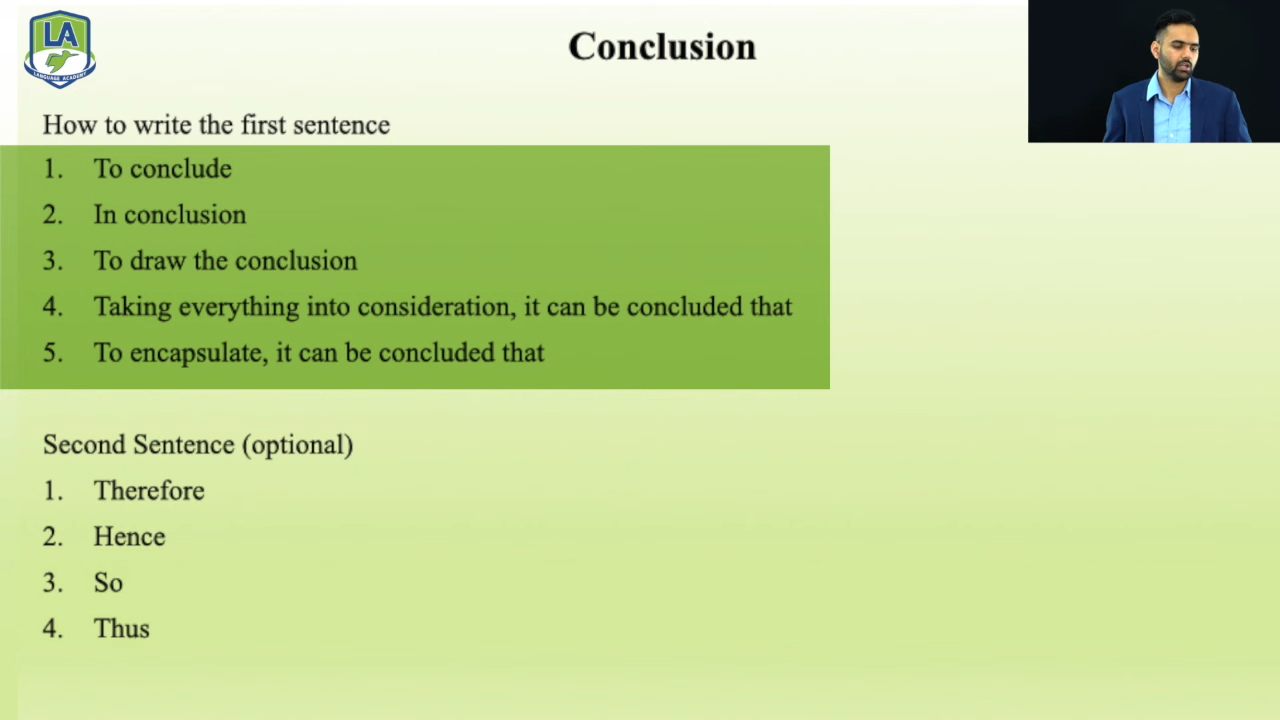 LA
LANGUAGE ACADEMY
Conclusion
How to write the first sentence
1. To conclude
2. In conclusion
3. To draw the conclusion
4. Taking everything into consideration, it can be concluded that
5. To encapsulate, it can be concluded that
Second Sentence (optional)
1. Therefore
2. Hence
3. So
4. Thus